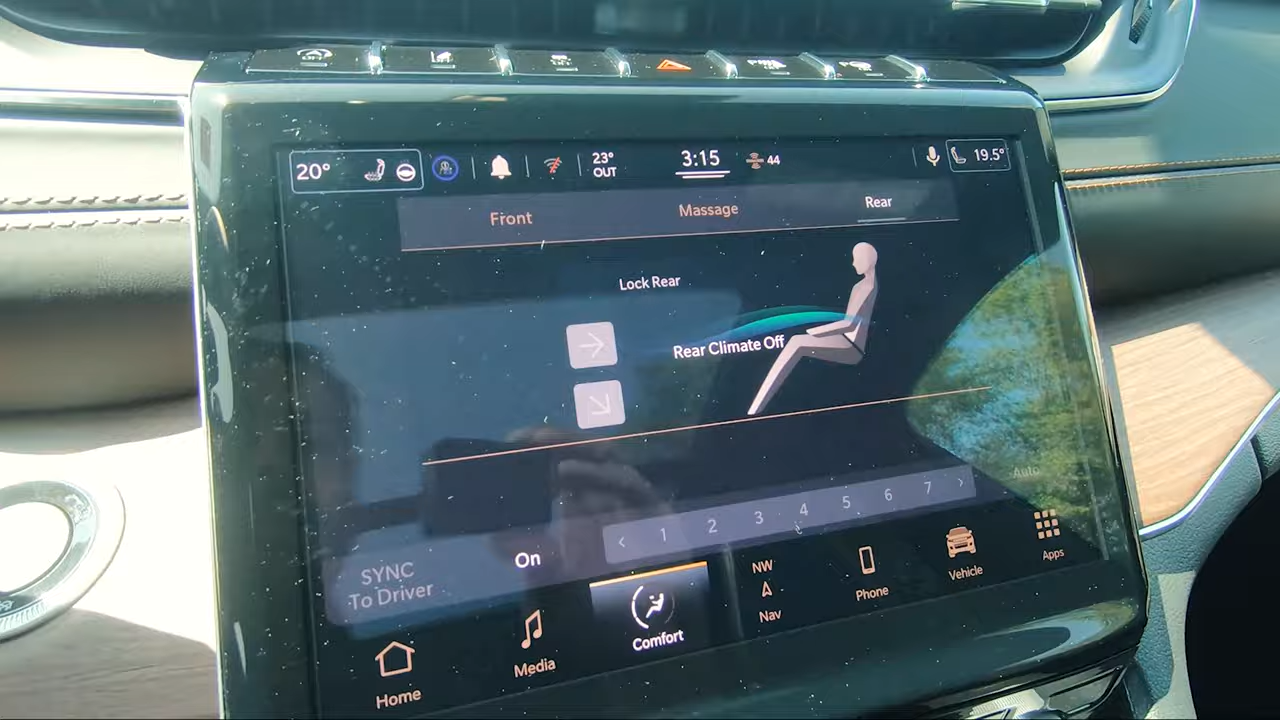 20°
23°
OUT
3:15
44
19.5°
Front
Massage
Rear
Lock Rear
Rear Climate Off
Auto
< 1 2 3 4 5 6 7 >
On
SYNC
To Driver
Home
Media
Comfort
NW
Nav
Phone
Vehicle
Apps